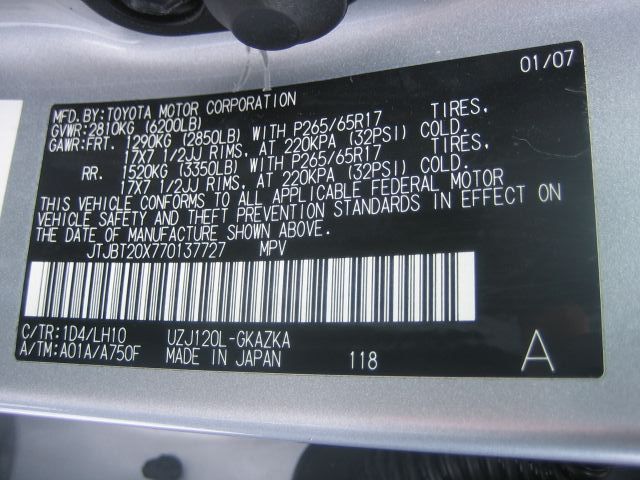 01/07
MFD.BY:TOYOTA MOTOR CORPORATION
GVWR:2810KG (6200LB)
GAWR:FRT. 1290KG (2850LB) WITH P265/65R17 TIRES,
17X7 1/2JJ RIMS, AT 220KPA (32PSI) COLD.
RR. 1520KG (3350LB) WITH P265/65R17 TIRES,
17X7 1/2JJ RIMS, AT 220KPA (32PSI) COLD.
THIS VEHICLE CONFORMS TO ALL APPLICABLE FEDERAL MOTOR
VEHICLE SAFETY AND THEFT PREVENTION STANDARDS IN EFFECT ON
THE DATE OF MANUFACTURE SHOWN ABOVE.
JTJBT20X770137727 MPV
C/TR:1D4/LH10 UZJ120L-GKAZKA
A/TM:A01A/A750F MADE IN JAPAN 118 A